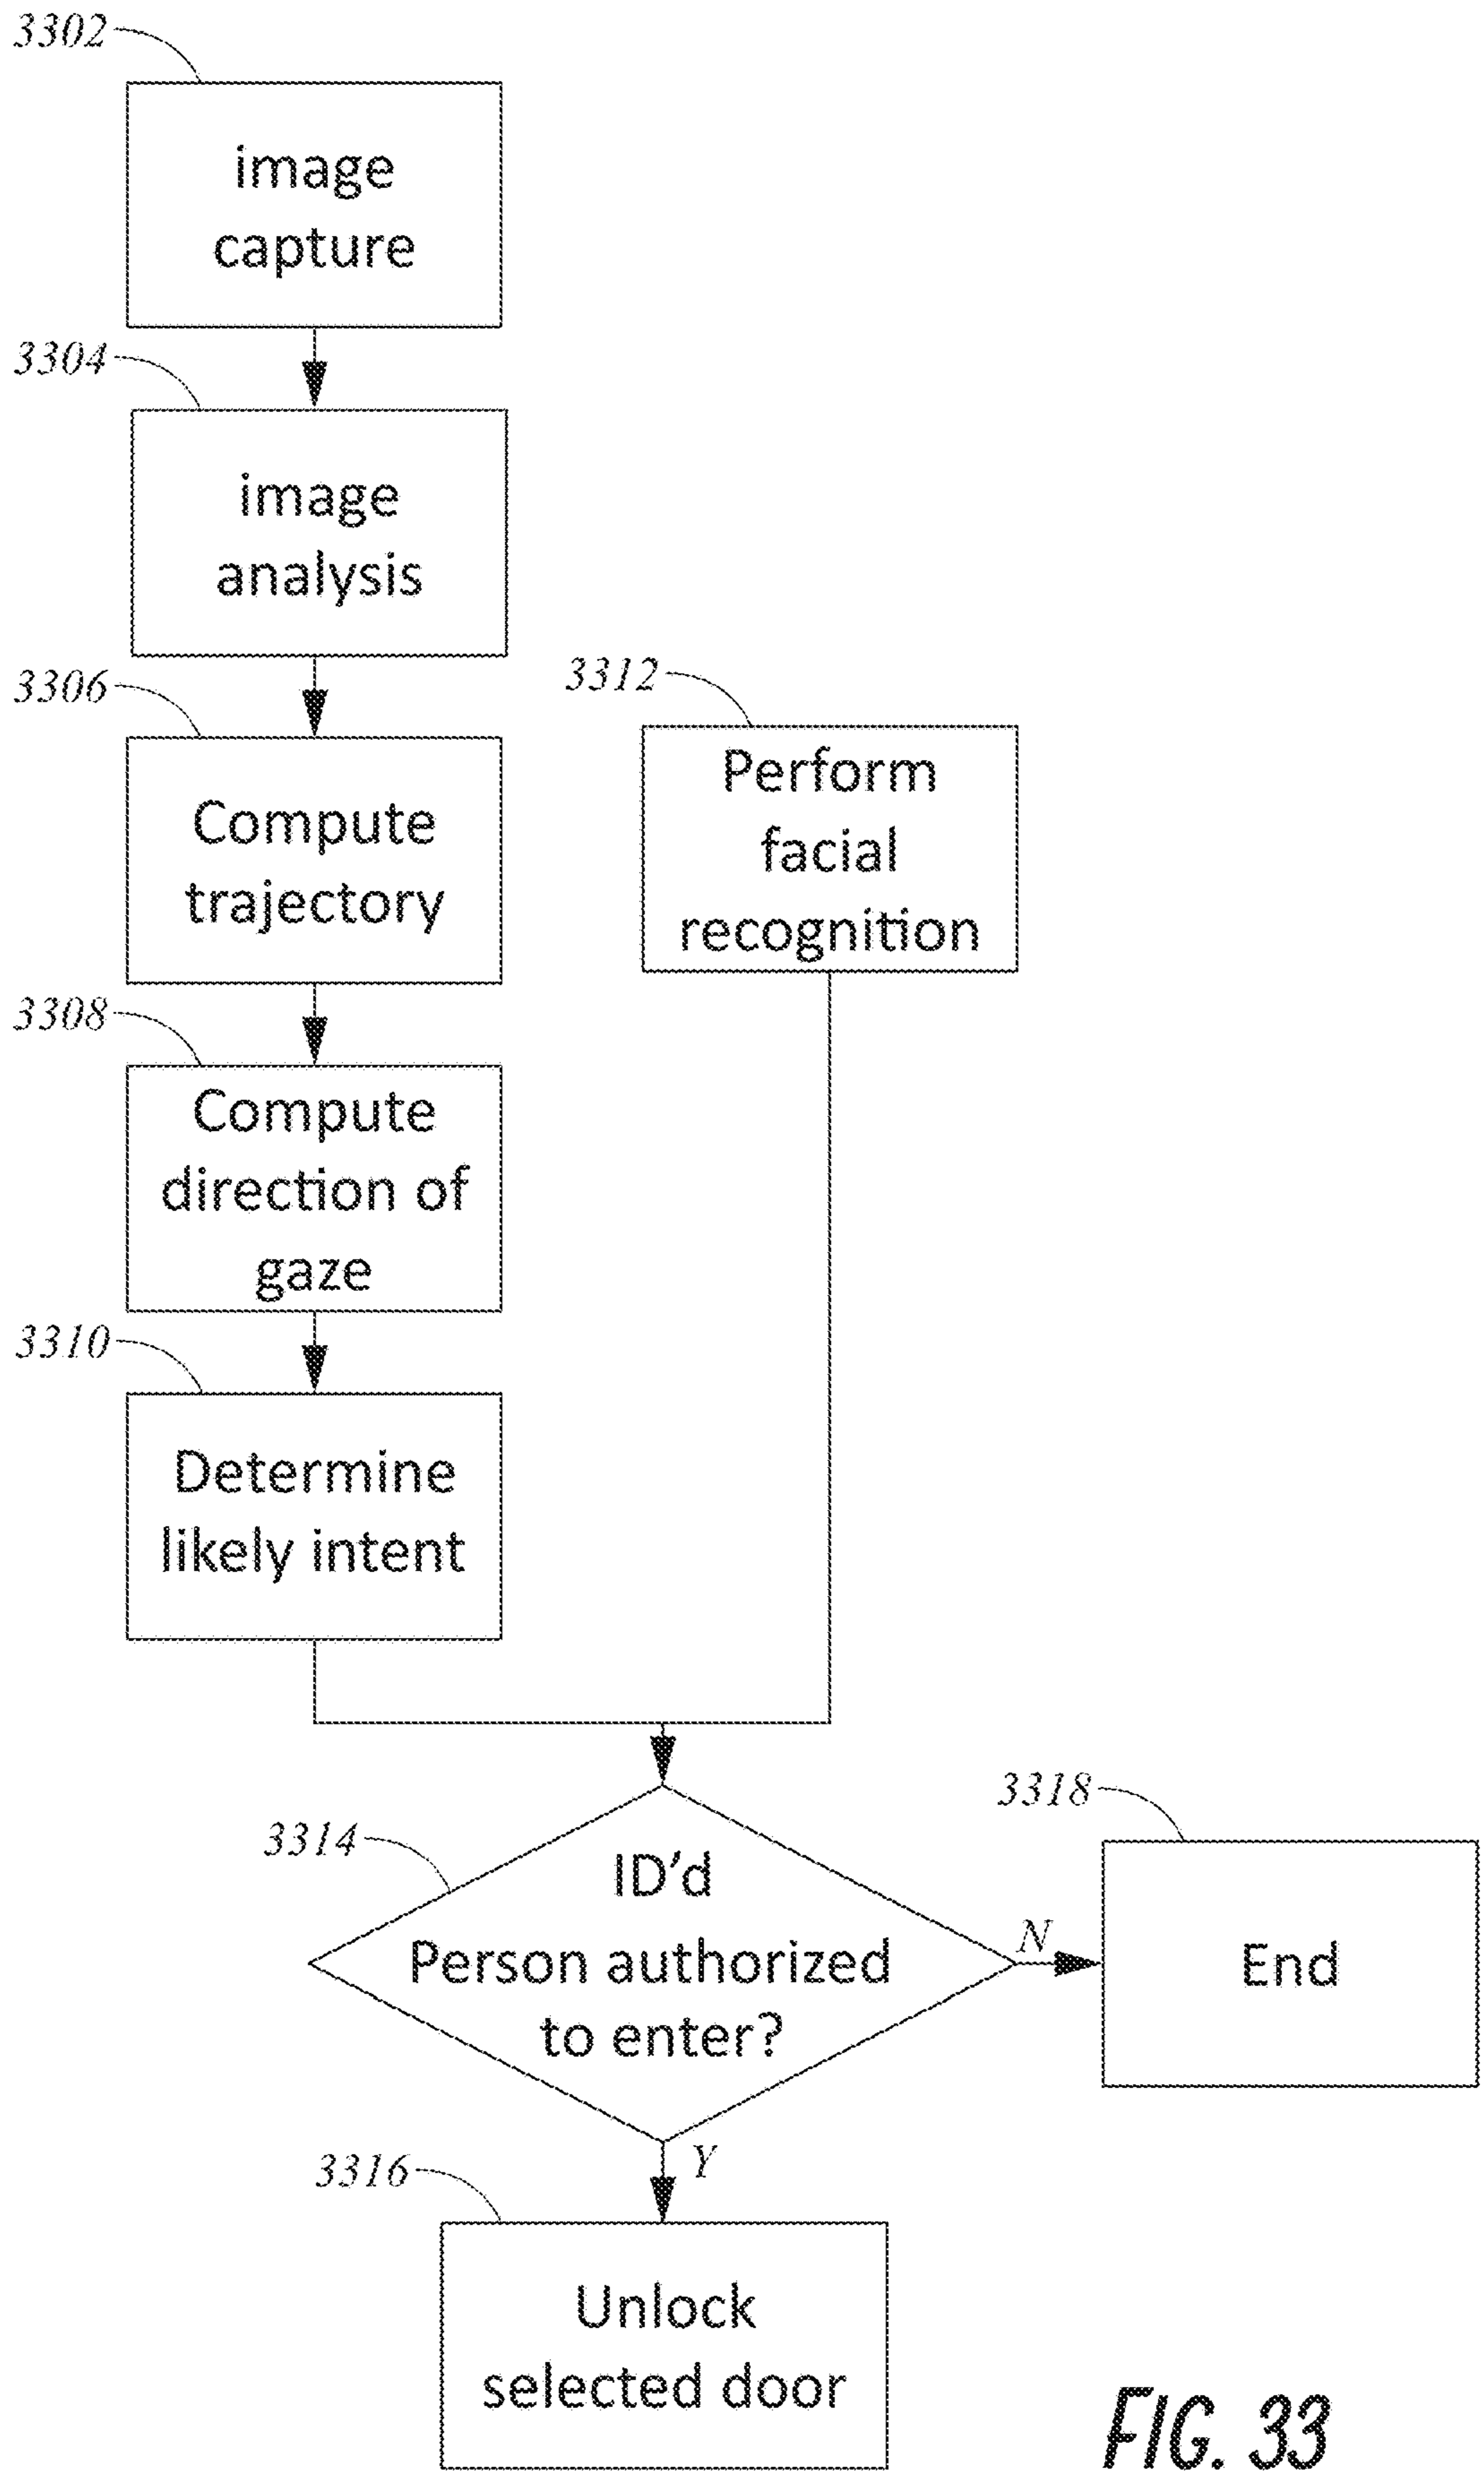 3302
image
capture
3304
image
analysis
3306
Compute
trajectory
3312
Perform
facial
recognition
3308
Compute
direction of
gaze
3310
Determine
likely intent
3314
ID'd
Person authorized
to enter?
N
3318
End
Y
3316
Unlock
selected door
FIG. 33